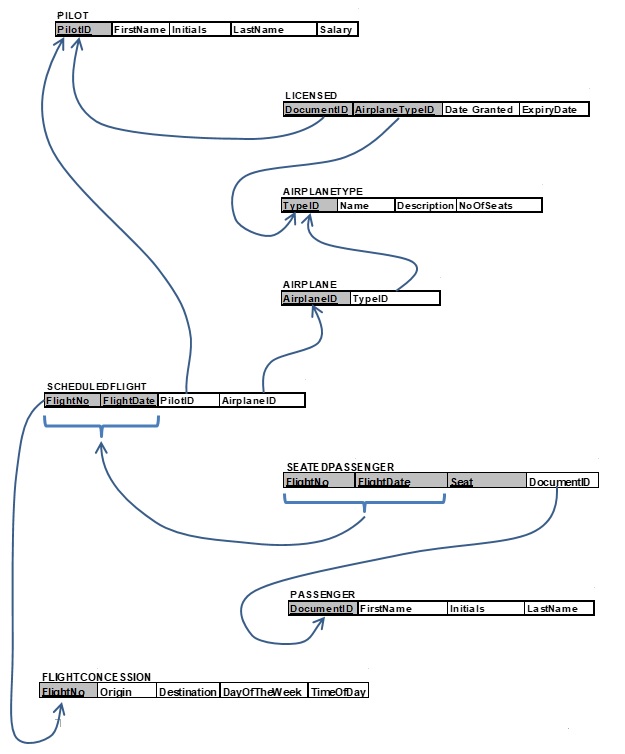 PILOT
PilotID FirstName Initials LastName Salary
LICENSED
DocumentID AirplaneTypeID Date Granted ExpiryDate
AIRPLANETYPE
TypeID Name Description NoOfSeats
AIRPLANE
AirplaneID TypeID
SCHEDULEDFLIGHT
FlightNo FlightDate PilotID AirplaneID
SEATEDPASSENGER
FlightNo FlightDate Seat DocumentID
PASSENGER
DocumentID FirstName Initials LastName
FLIGHTCONCESSION
FlightNo Origin Destination DayOfTheWeek TimeOfDay